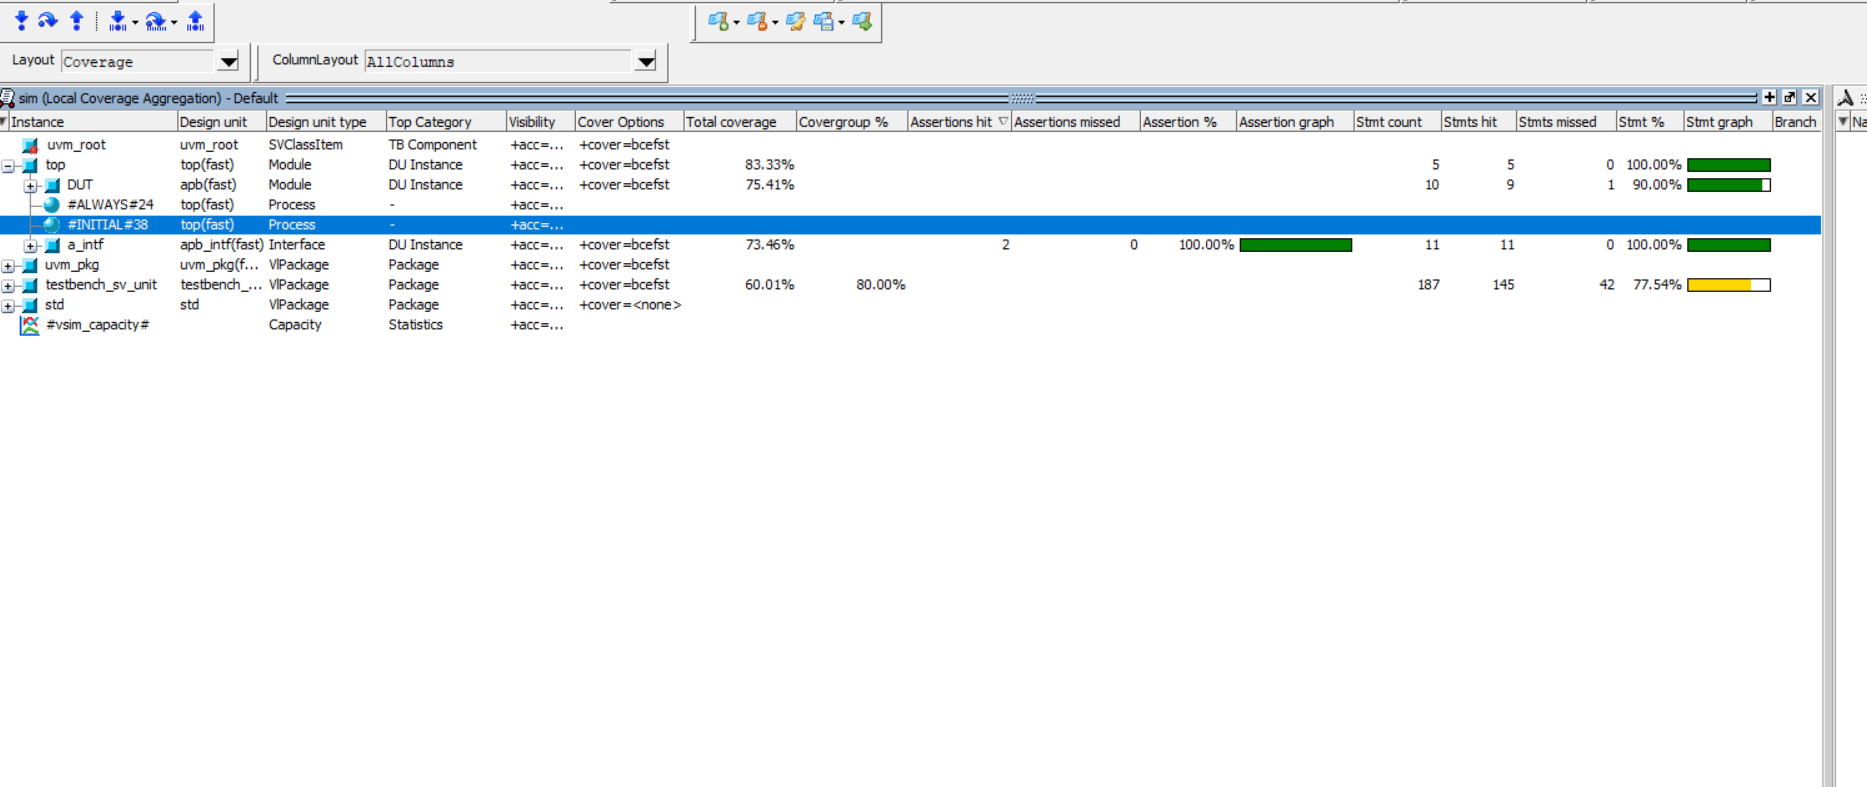 Layout Coverage ColumnLayout AllColumns
sim (Local Coverage Aggregation) - Default
Instance Design unit Design unit type Top Category Visibility Cover Options Total coverage Covergroup % Assertions hit Assertions missed Assertion % Assertion graph Stmt count Stmts hit Stmts missed Stmt % Stmt graph Branch Na
uvm_root uvm_root SVClassItem TB Component +acc=... +cover=bcefst
top top(fast) Module DU Instance +acc=... +cover=bcefst 83.33% 5 5 0 100.00%
DUT apb(fast) Module DU Instance +acc=... +cover=bcefst 75.41% 10 9 1 90.00%
#ALWAYS#24 top(fast) Process - +acc=...
#INITIAL#38 top(fast) Process - +acc=...
a_intf apb_intf(fast) Interface DU Instance +acc=... +cover=bcefst 73.46% 2 0 100.00% 11 11 0 100.00%
uvm_pkg uvm_pkg(f... VlPackage Package +acc=... +cover=bcefst
testbench_sv_unit testbench_... VlPackage Package +acc=... +cover=bcefst 60.01% 80.00% 187 145 42 77.54%
std std VlPackage Package +acc=... +cover=<none>
#vsim_capacity# Capacity Statistics +acc=...